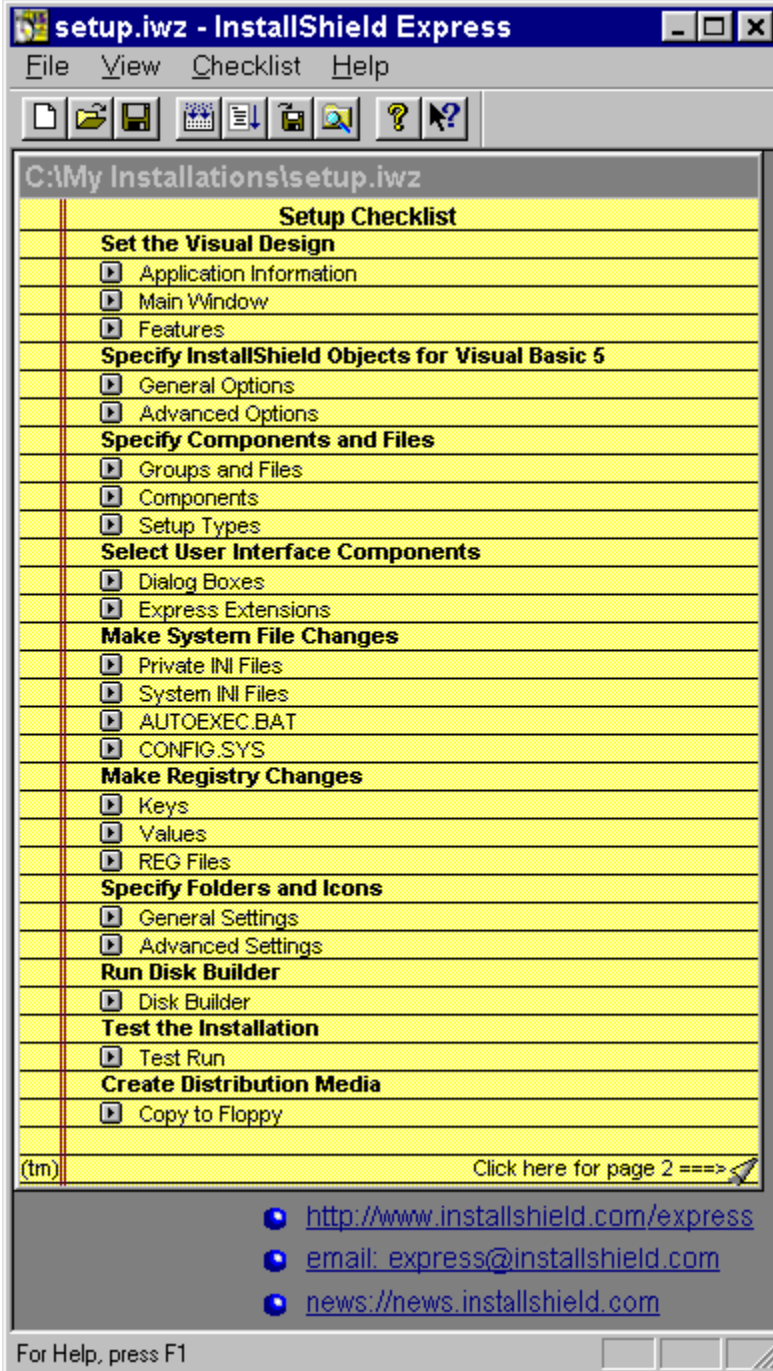 setup.iwz - InstallShield Express
File View Checklist Help
C:\My Installations\setup.iwz
Setup Checklist
Set the Visual Design
Application Information
Main Window
Features
Specify InstallShield Objects for Visual Basic 5
General Options
Advanced Options
Specify Components and Files
Groups and Files
Components
Setup Types
Select User Interface Components
Dialog Boxes
Express Extensions
Make System File Changes
Private INI Files
System INI Files
AUTOEXEC.BAT
CONFIG.SYS
Make Registry Changes
Keys
Values
REG Files
Specify Folders and Icons
General Settings
Advanced Settings
Run Disk Builder
Disk Builder
Test the Installation
Test Run
Create Distribution Media
Copy to Floppy
(tm) Click here for page 2 ===>
http://www.installshield.com/express
email: express@installshield.com
news://news.installshield.com
For Help, press F1